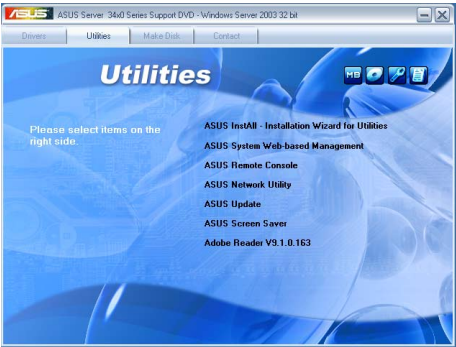 ASUS ASUS Server 34x0 Series Support DVD - Windows Server 2003 32 bit
Drivers Utilities Make Disk Contact
Utilities
MB
Please select items on the
right side.
ASUS InstAll - Installation Wizard for Utilities
ASUS System Web-based Management
ASUS Remote Console
ASUS Network Utility
ASUS Update
ASUS Screen Saver
Adobe Reader V9.1.0.163